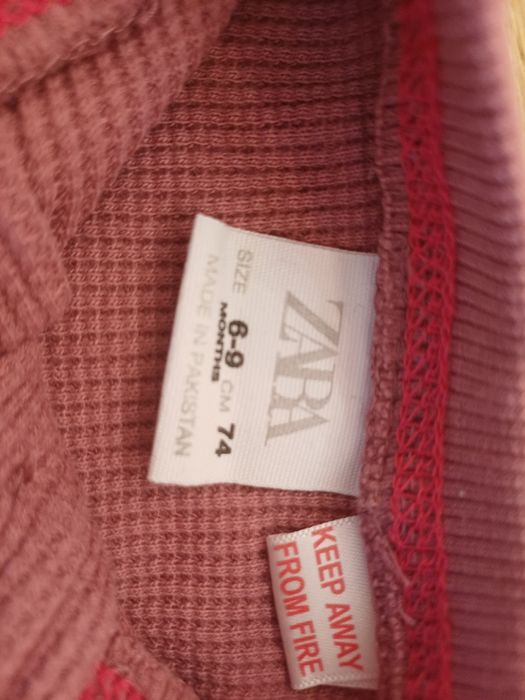 ZARA
SIZE 6-9 CM 74
MONTHS
MADE IN PAKISTAN
KEEP AWAY
FROM FIRE